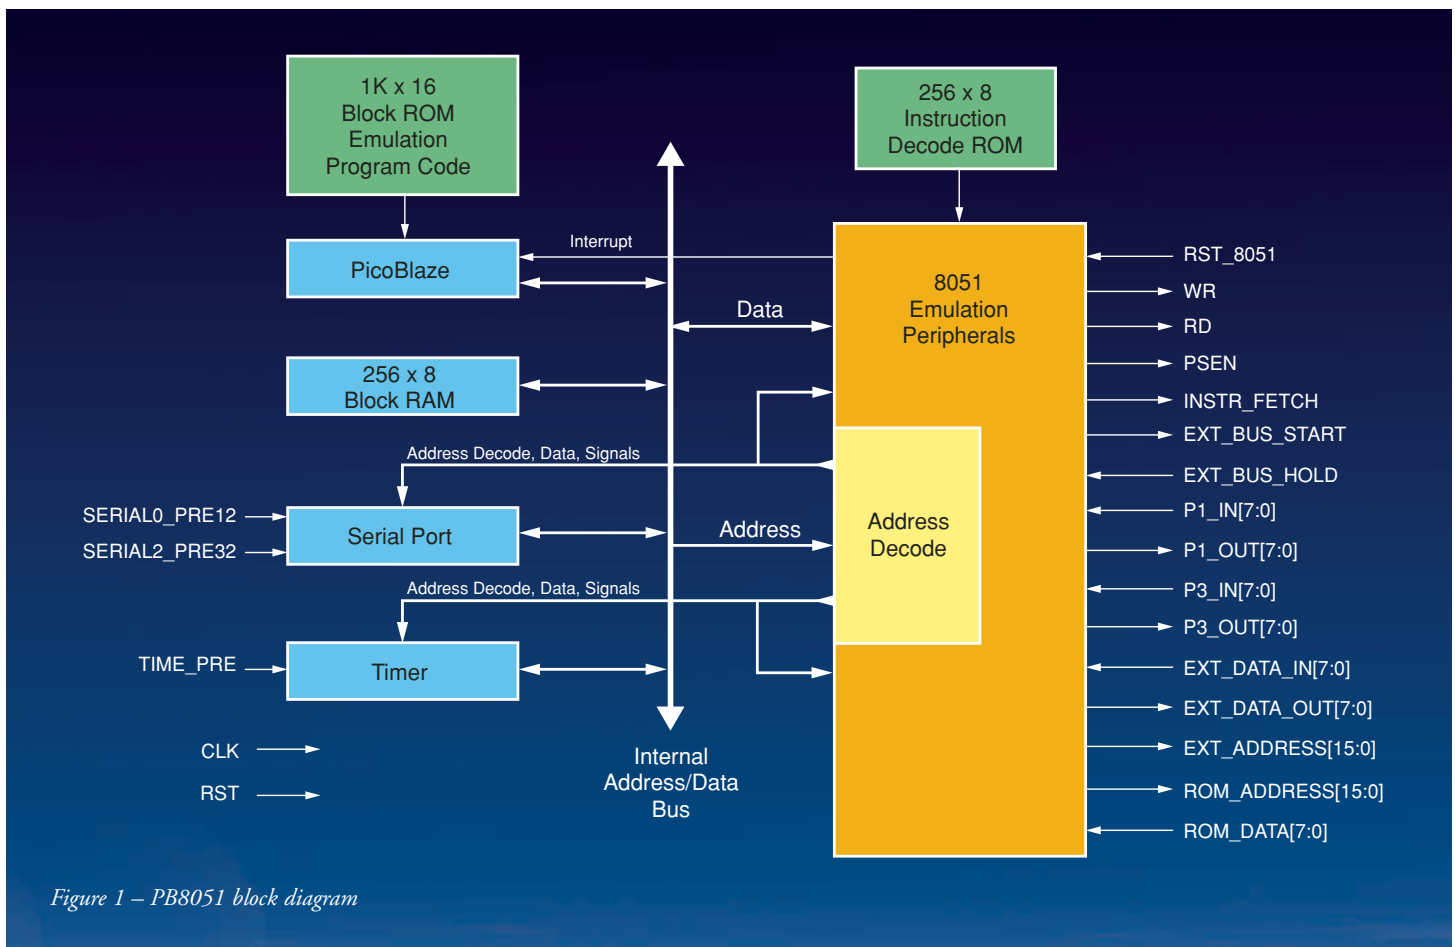 1K x 16
Block ROM
Emulation
Program Code
256 x 8
Instruction
Decode ROM
Interrupt
PicoBlaze
8051
Emulation
Peripherals
Data
256 x 8
Block RAM
Address Decode, Data, Signals
SERIAL0_PRE12
SERIAL2_PRE32
Serial Port
Address
Address
Decode
Address Decode, Data, Signals
TIME_PRE
Timer
CLK
RST
Internal
Address/Data
Bus
RST_8051
WR
RD
PSEN
INSTR_FETCH
EXT_BUS_START
EXT_BUS_HOLD
P1_IN[7:0]
P1_OUT[7:0]
P3_IN[7:0]
P3_OUT[7:0]
EXT_DATA_IN[7:0]
EXT_DATA_OUT[7:0]
EXT_ADDRESS[15:0]
ROM_ADDRESS[15:0]
ROM_DATA[7:0]
Figure 1 – PB8051 block diagram